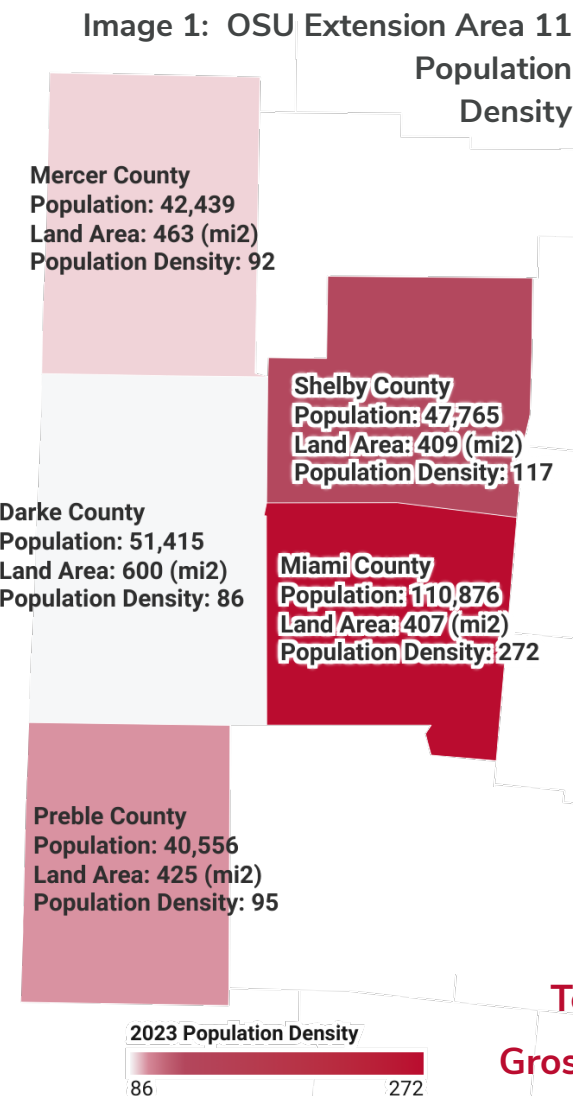 Image 1: OSU Extension Area 11
Population
Density
Mercer County
Population: 42,439
Land Area: 463 (mi2)
Population Density: 92
Shelby County
Population: 47,765
Land Area: 409 (mi2)
Population Density: 117
Darke County
Population: 51,415
Land Area: 600 (mi2)
Population Density: 86
Miami County
Population: 110,876
Land Area: 407 (mi2)
Population Density: 272
Preble County
Population: 40,556
Land Area: 425 (mi2)
Population Density: 95
2023 Population Density
86 272